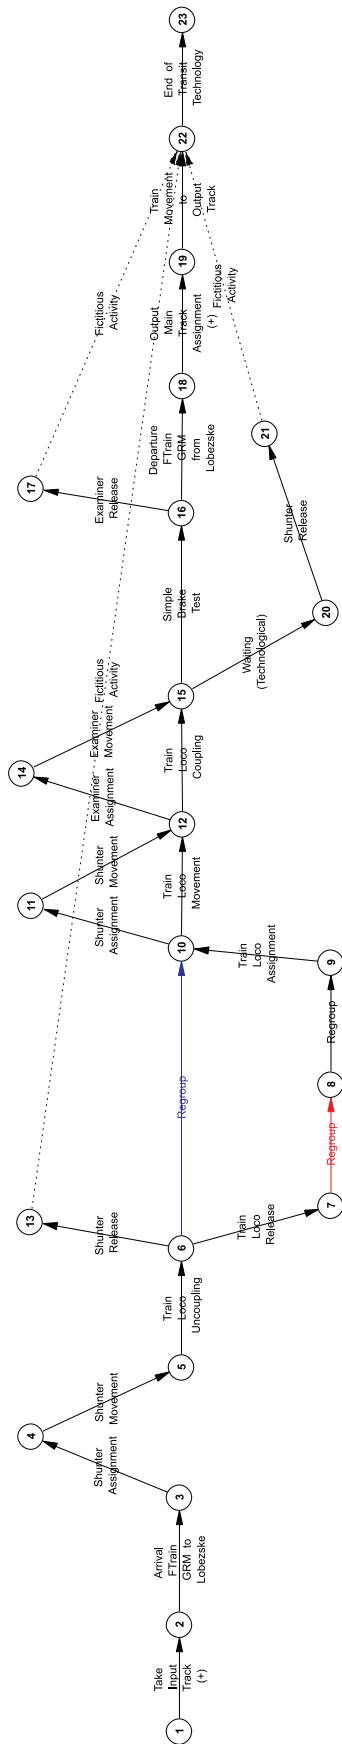 1
Take
Input
Track
(+)
2
Arrival
FTrain
GRM to
Lobezske
3
Shunter
Assignment
4
Shunter
Movement
5
Train
Loco
Uncoupling
6
Shunter
Release
13
Fictitious
Activity
Train
Loco
Release
7
Regroup
8
Regroup
9
Train
Loco
Assignment
Regroup
10
Shunter
Assignment
11
Shunter
Movement
Train
Loco
Movement
12
Examiner
Assignment
14
Examiner
Movement
Train
Loco
Coupling
15
Waiting
(Technological)
20
Shunter
Release
21
Fictitious
Activity
Simple
Brake
Test
16
Examiner
Release
17
Fictitious
Activity
Departure
FTrain
GRM
from
Lobezske
18
Output
Main
Track
Assignment
(+)
19
Train
Movement
to
Output
Track
22
End of
Transit
Technology
23